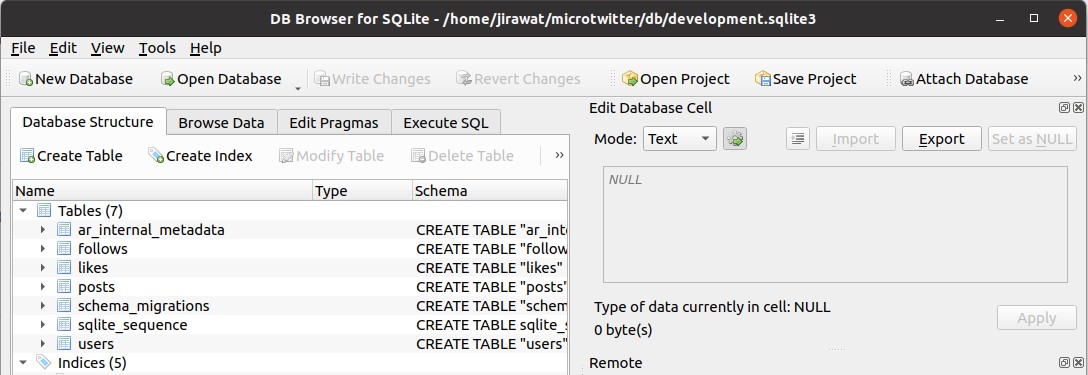 DB Browser for SQLite - /home/jirawat/microtwitter/db/development.sqlite3
File Edit View Tools Help
New Database Open Database Write Changes Revert Changes Open Project Save Project Attach Database »
Database Structure Browse Data Edit Pragmas Execute SQL
Create Table Create Index Modify Table Delete Table »
Name Type Schema
Tables (7)
ar_internal_metadata CREATE TABLE "ar_inte
follows CREATE TABLE "follow
likes CREATE TABLE "likes"
posts CREATE TABLE "posts"
schema_migrations CREATE TABLE "schem
sqlite_sequence CREATE TABLE sqlite_s
users CREATE TABLE "users"
Indices (5)
Edit Database Cell
Mode: Text Import Export Set as NULL
NULL
Type of data currently in cell: NULL
0 byte(s)
Apply
Remote